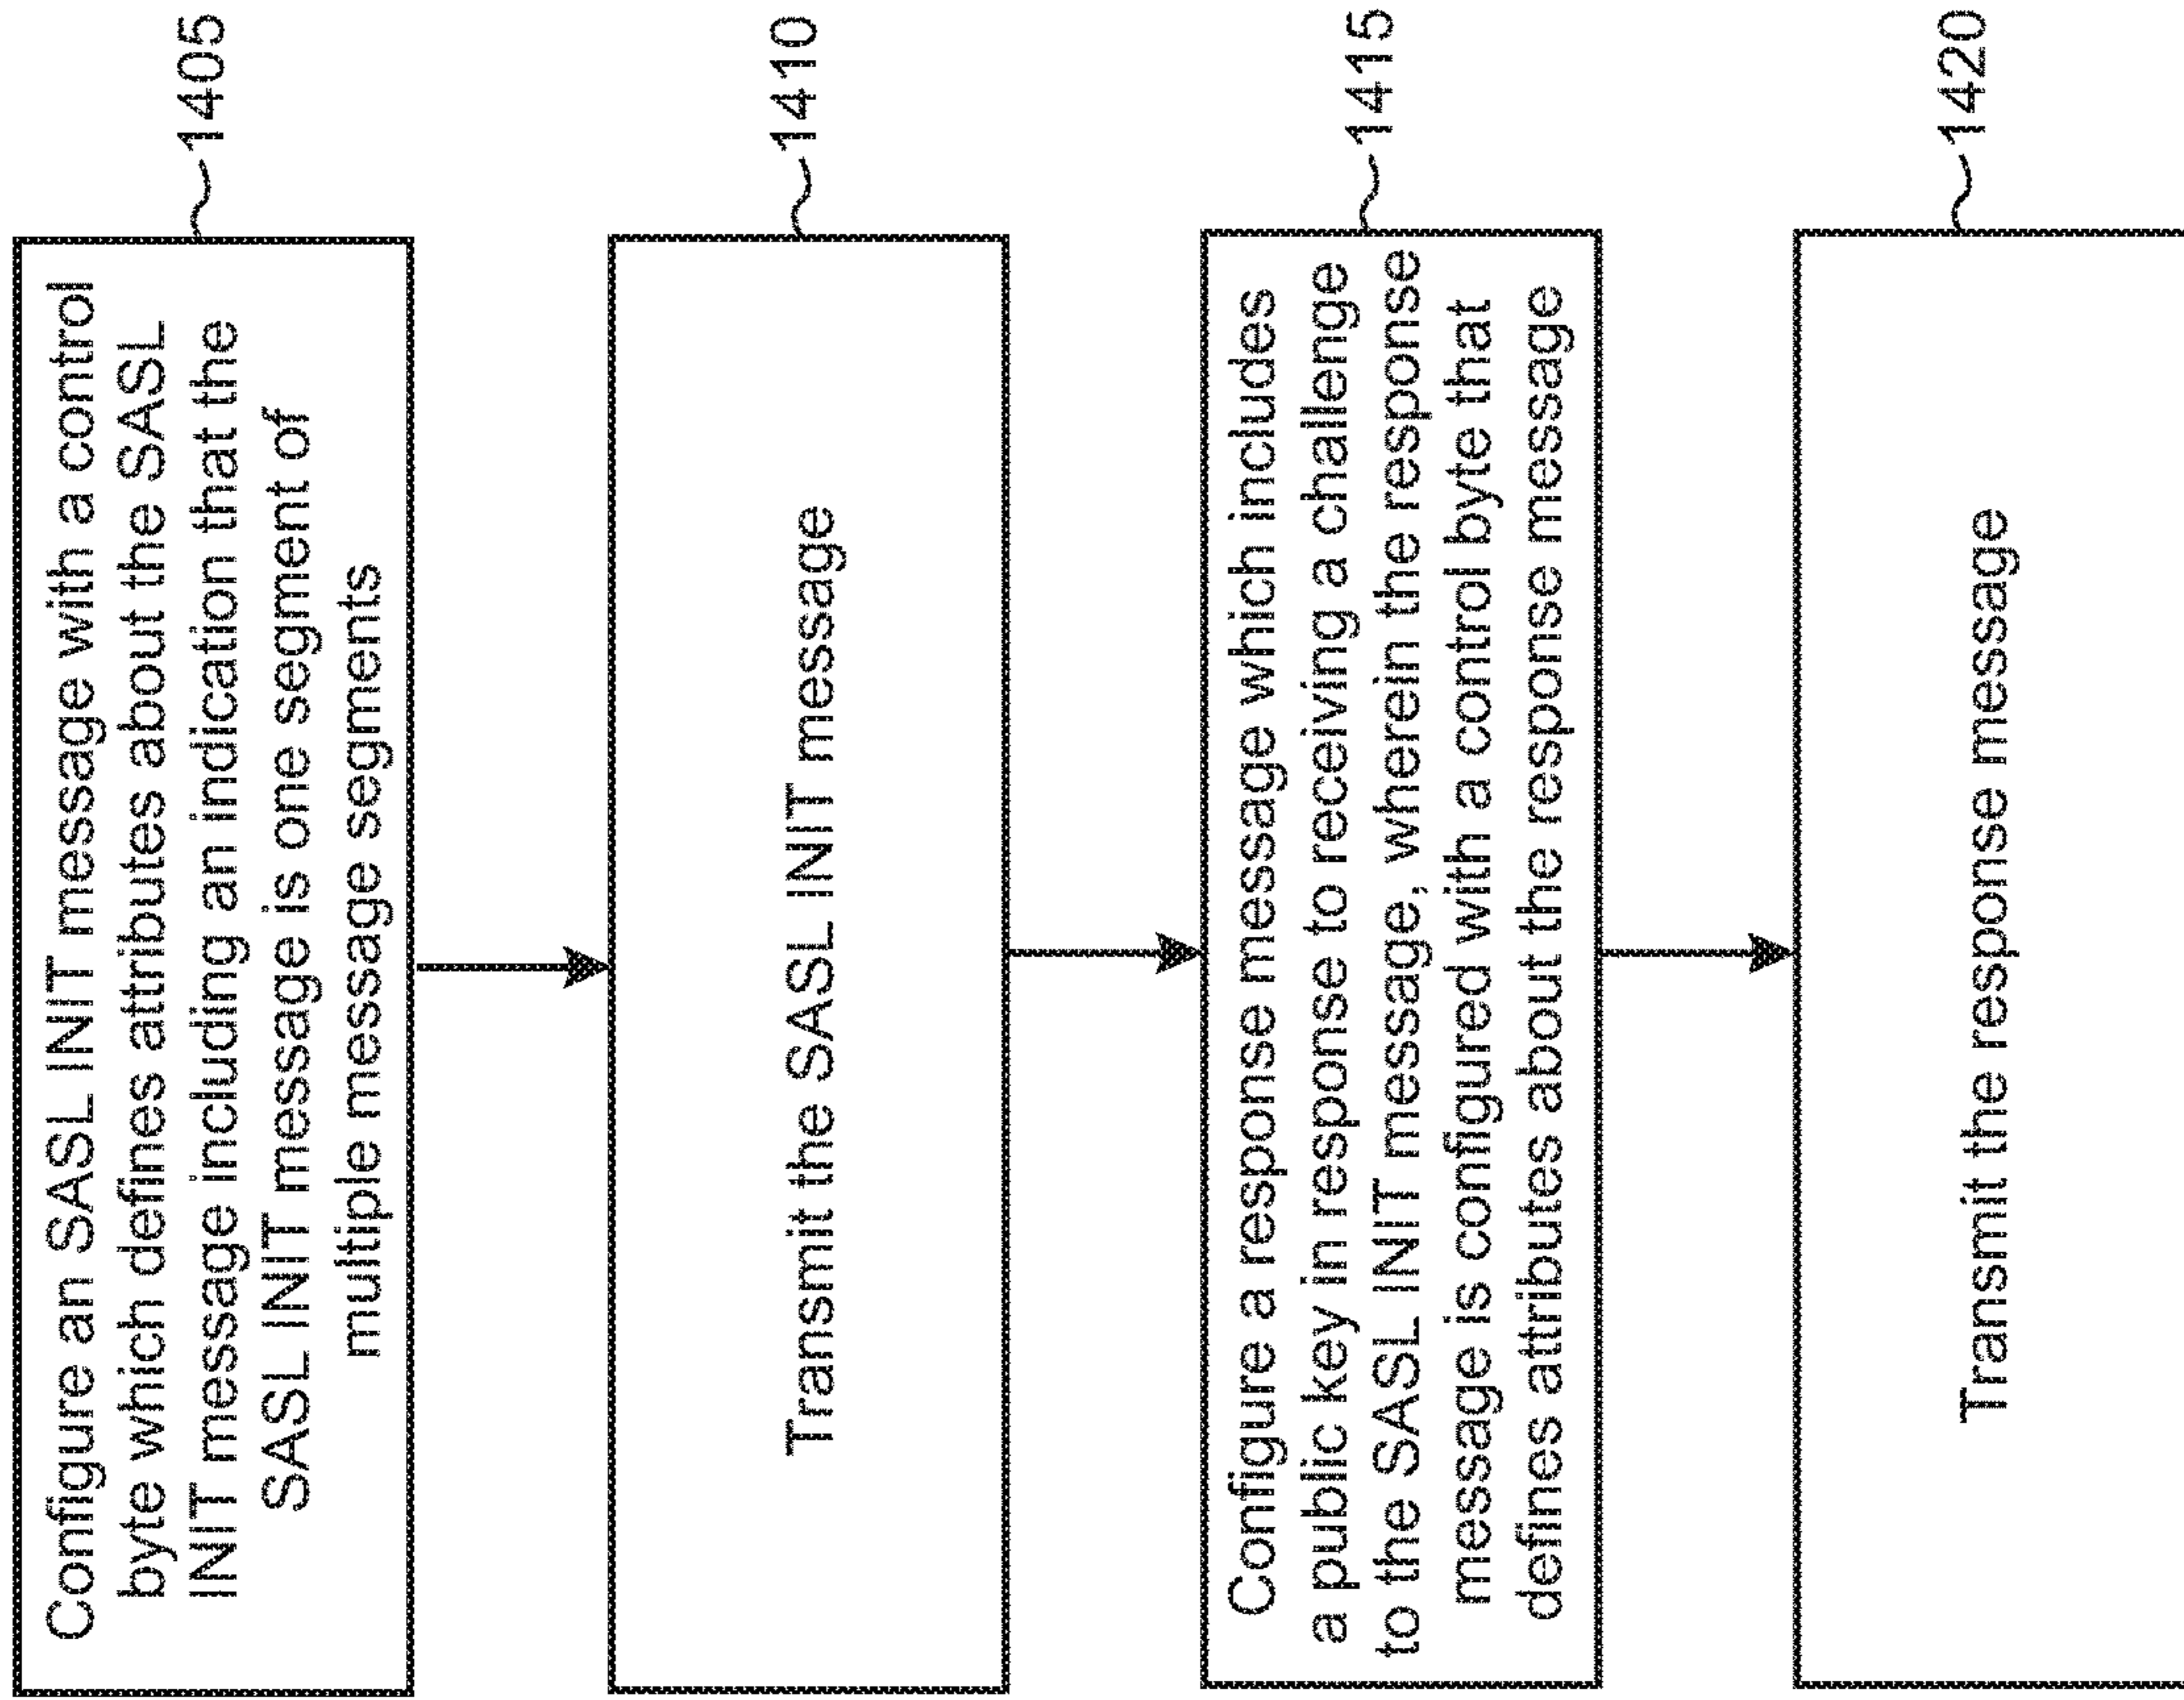 Configure an SASL INIT message with a control
byte which defines attributes about the SASL
INIT message including an indication that the
SASL INIT message is one segment of
multiple message segments
1405
Transmit the SASL INIT message
1410
Configure a response message which includes
a public key in response to receiving a challenge
to the SASL INIT message, wherein the response
message is configured with a control byte that
defines attributes about the response message
1415
Transmit the response message
1420